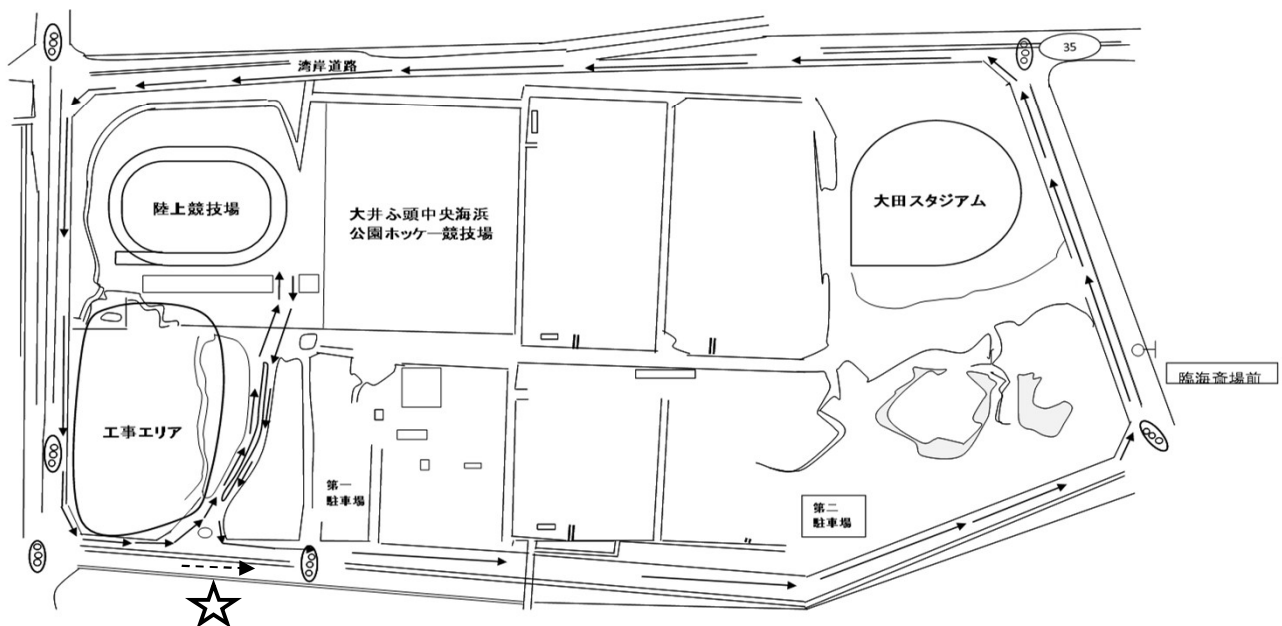 35
湾岸道路
陸上競技場
大井ふ頭中央海浜
公園ホッケー競技場
大田スタジアム
臨海斎場前
工事エリア
第一
駐車場
第二
駐車場